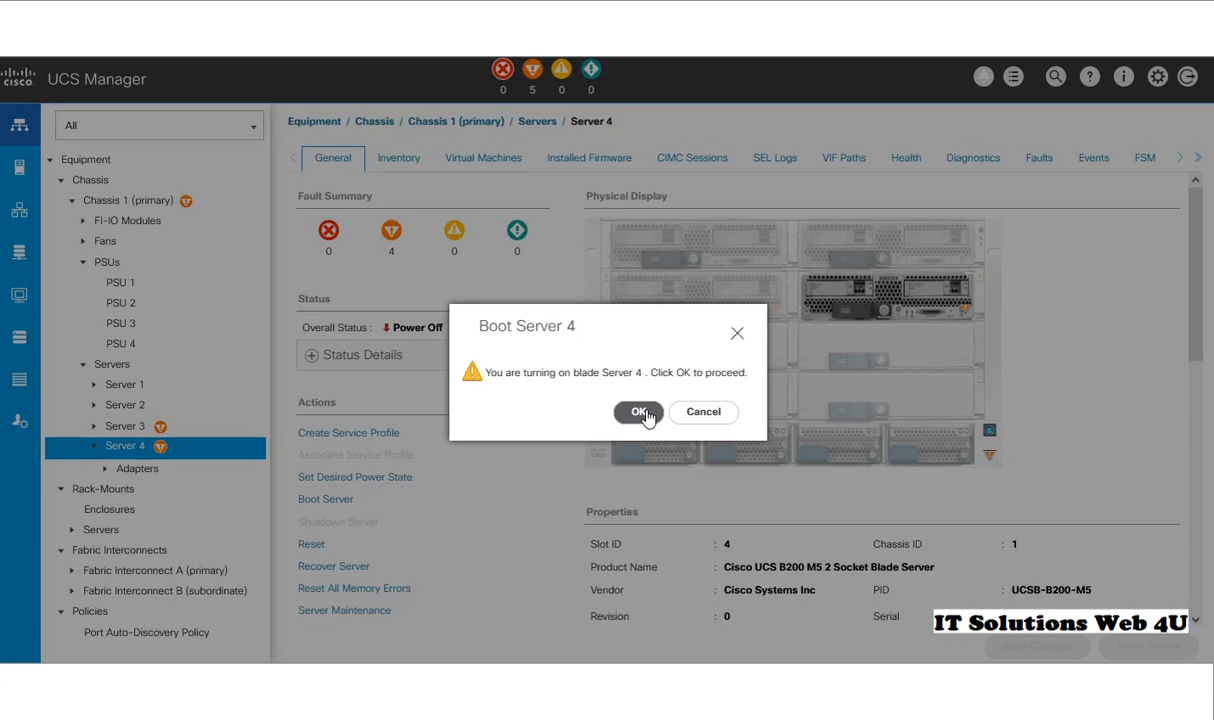 cisco UCS Manager
0 5 0 0
All
Equipment
Chassis
Chassis 1 (primary)
FI-IO Modules
Fans
PSUs
PSU 1
PSU 2
PSU 3
PSU 4
Servers
Server 1
Server 2
Server 3
Server 4
Adapters
Rack-Mounts
Enclosures
Servers
Fabric Interconnects
Fabric Interconnect A (primary)
Fabric Interconnect B (subordinate)
Policies
Port Auto-Discovery Policy
Equipment / Chassis / Chassis 1 (primary) / Servers / Server 4
General Inventory Virtual Machines Installed Firmware CIMC Sessions SEL Logs VIF Paths Health Diagnostics Faults Events FSM
Fault Summary
0 4 0 0
Status
Overall Status : Power Off
Status Details
Actions
Create Service Profile
Associate Service Profile
Set Desired Power State
Boot Server
Shutdown Server
Reset
Recover Server
Reset All Memory Errors
Server Maintenance
Physical Display
Boot Server 4
You are turning on blade Server 4 . Click OK to proceed.
OK Cancel
Properties
Slot ID : 4 Chassis ID : 1
Product Name : Cisco UCS B200 M5 2 Socket Blade Server
Vendor : Cisco Systems Inc PID : UCSB-B200-M5
Revision : 0 Serial
IT Solutions Web 4U
Save Changes